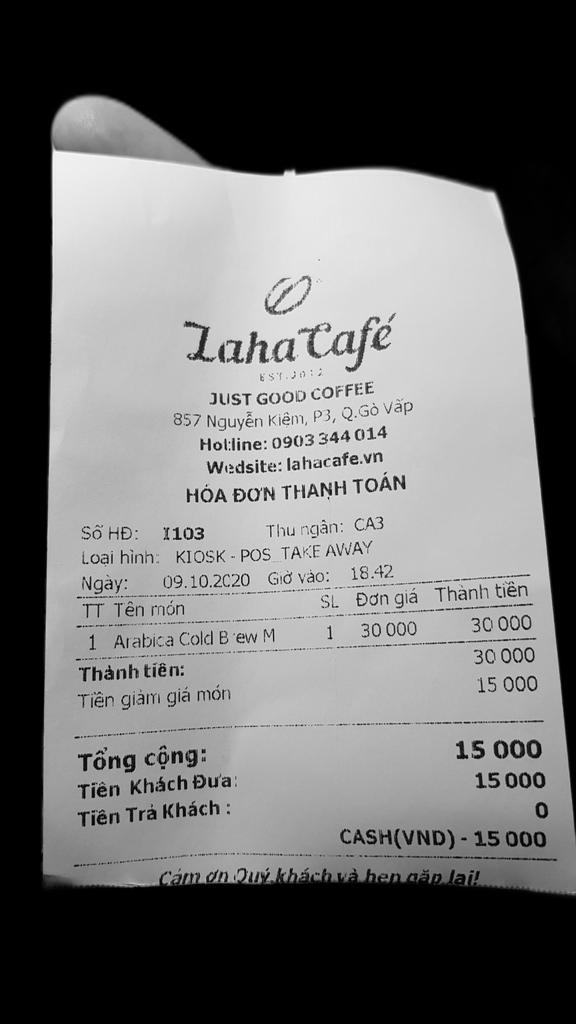 Laha Café
EST.2012
JUST GOOD COFFEE
857 Nguyễn Kiệm, P3, Q.Gò Vấp
Hotline: 0903 344 014
Wedsite: lahacafe.vn
HÓA ĐƠN THANH TOÁN
Số HĐ: I103 Thu ngân: CA3
Loại hình: KIOSK - POS_TAKE AWAY
Ngày: 09.10.2020 Giờ vào: 18.42
TT Tên món SL Đơn giá Thành tiền
1 Arabica Cold Brew M 1 30 000 30 000
Thành tiền: 30 000
Tiền giảm giá món 15 000
Tổng cộng: 15 000
Tiền Khách Đưa: 15 000
Tiền Trả Khách : 0
CASH(VND) - 15 000
Cám ơn Quý khách và hẹn gặp lại!